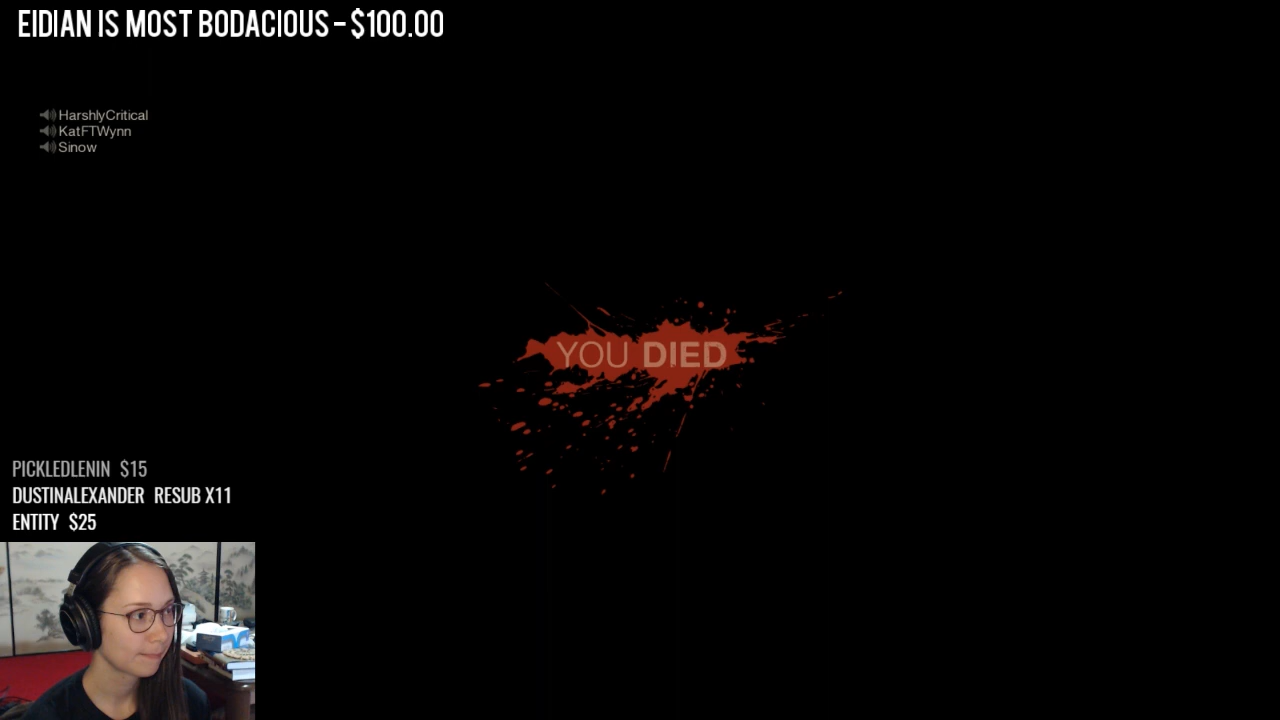 EIDIAN IS MOST BODACIOUS - $100.00
HarshlyCritical
KatFTWynn
Sinow
YOU DIED
PICKLEDLENIN $15
DUSTINALEXANDER RESUB X11
ENTITY $25